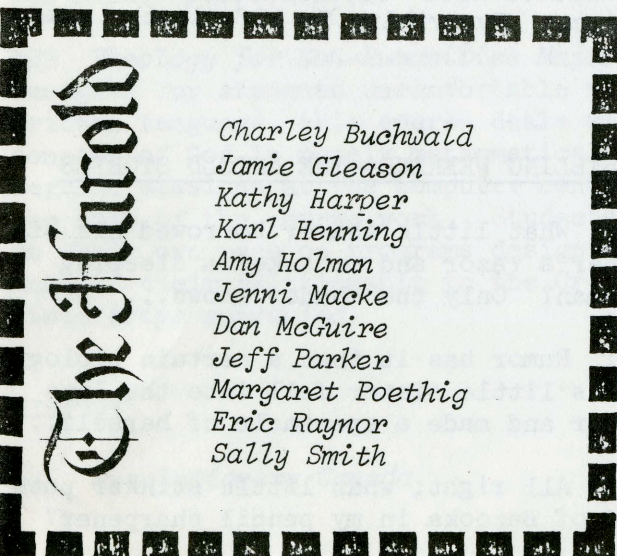 The Harold
Charley Buchwald
Jamie Gleason
Kathy Harper
Karl Henning
Amy Holman
Jenni Macke
Dan McGuire
Jeff Parker
Margaret Poethig
Eric Raynor
Sally Smith